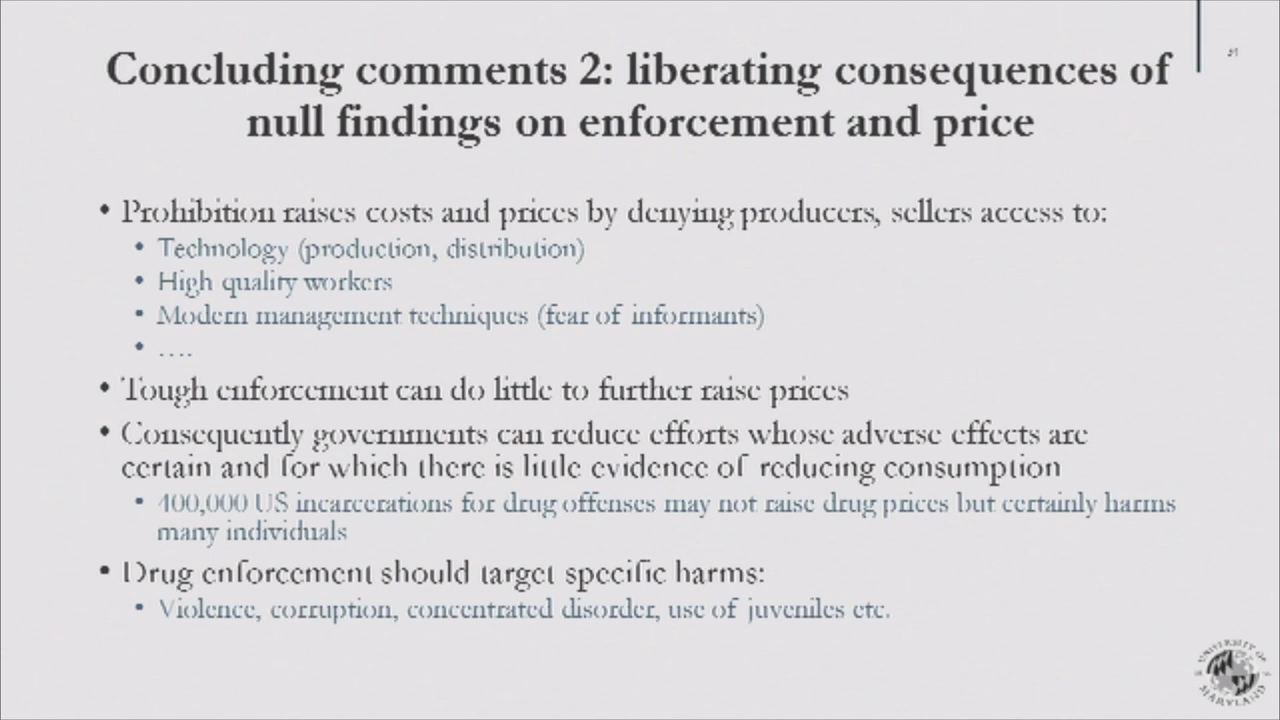 Concluding comments 2: liberating consequences of
null findings on enforcement and price
• Prohibition raises costs and prices by denying producers, sellers access to:
• Technology (production, distribution)
• High quality workers
• Modern management techniques (fear of informants)
• ….
• Tough enforcement can do little to further raise prices
• Consequently governments can reduce efforts whose adverse effects are
certain and for which there is little evidence of reducing consumption
• 400,000 US incarcerations for drug offenses may not raise drug prices but certainly harms
many individuals
• Drug enforcement should target specific harms:
• Violence, corruption, concentrated disorder, use of juveniles etc.
UNIVERSITY OF
MARYLAND